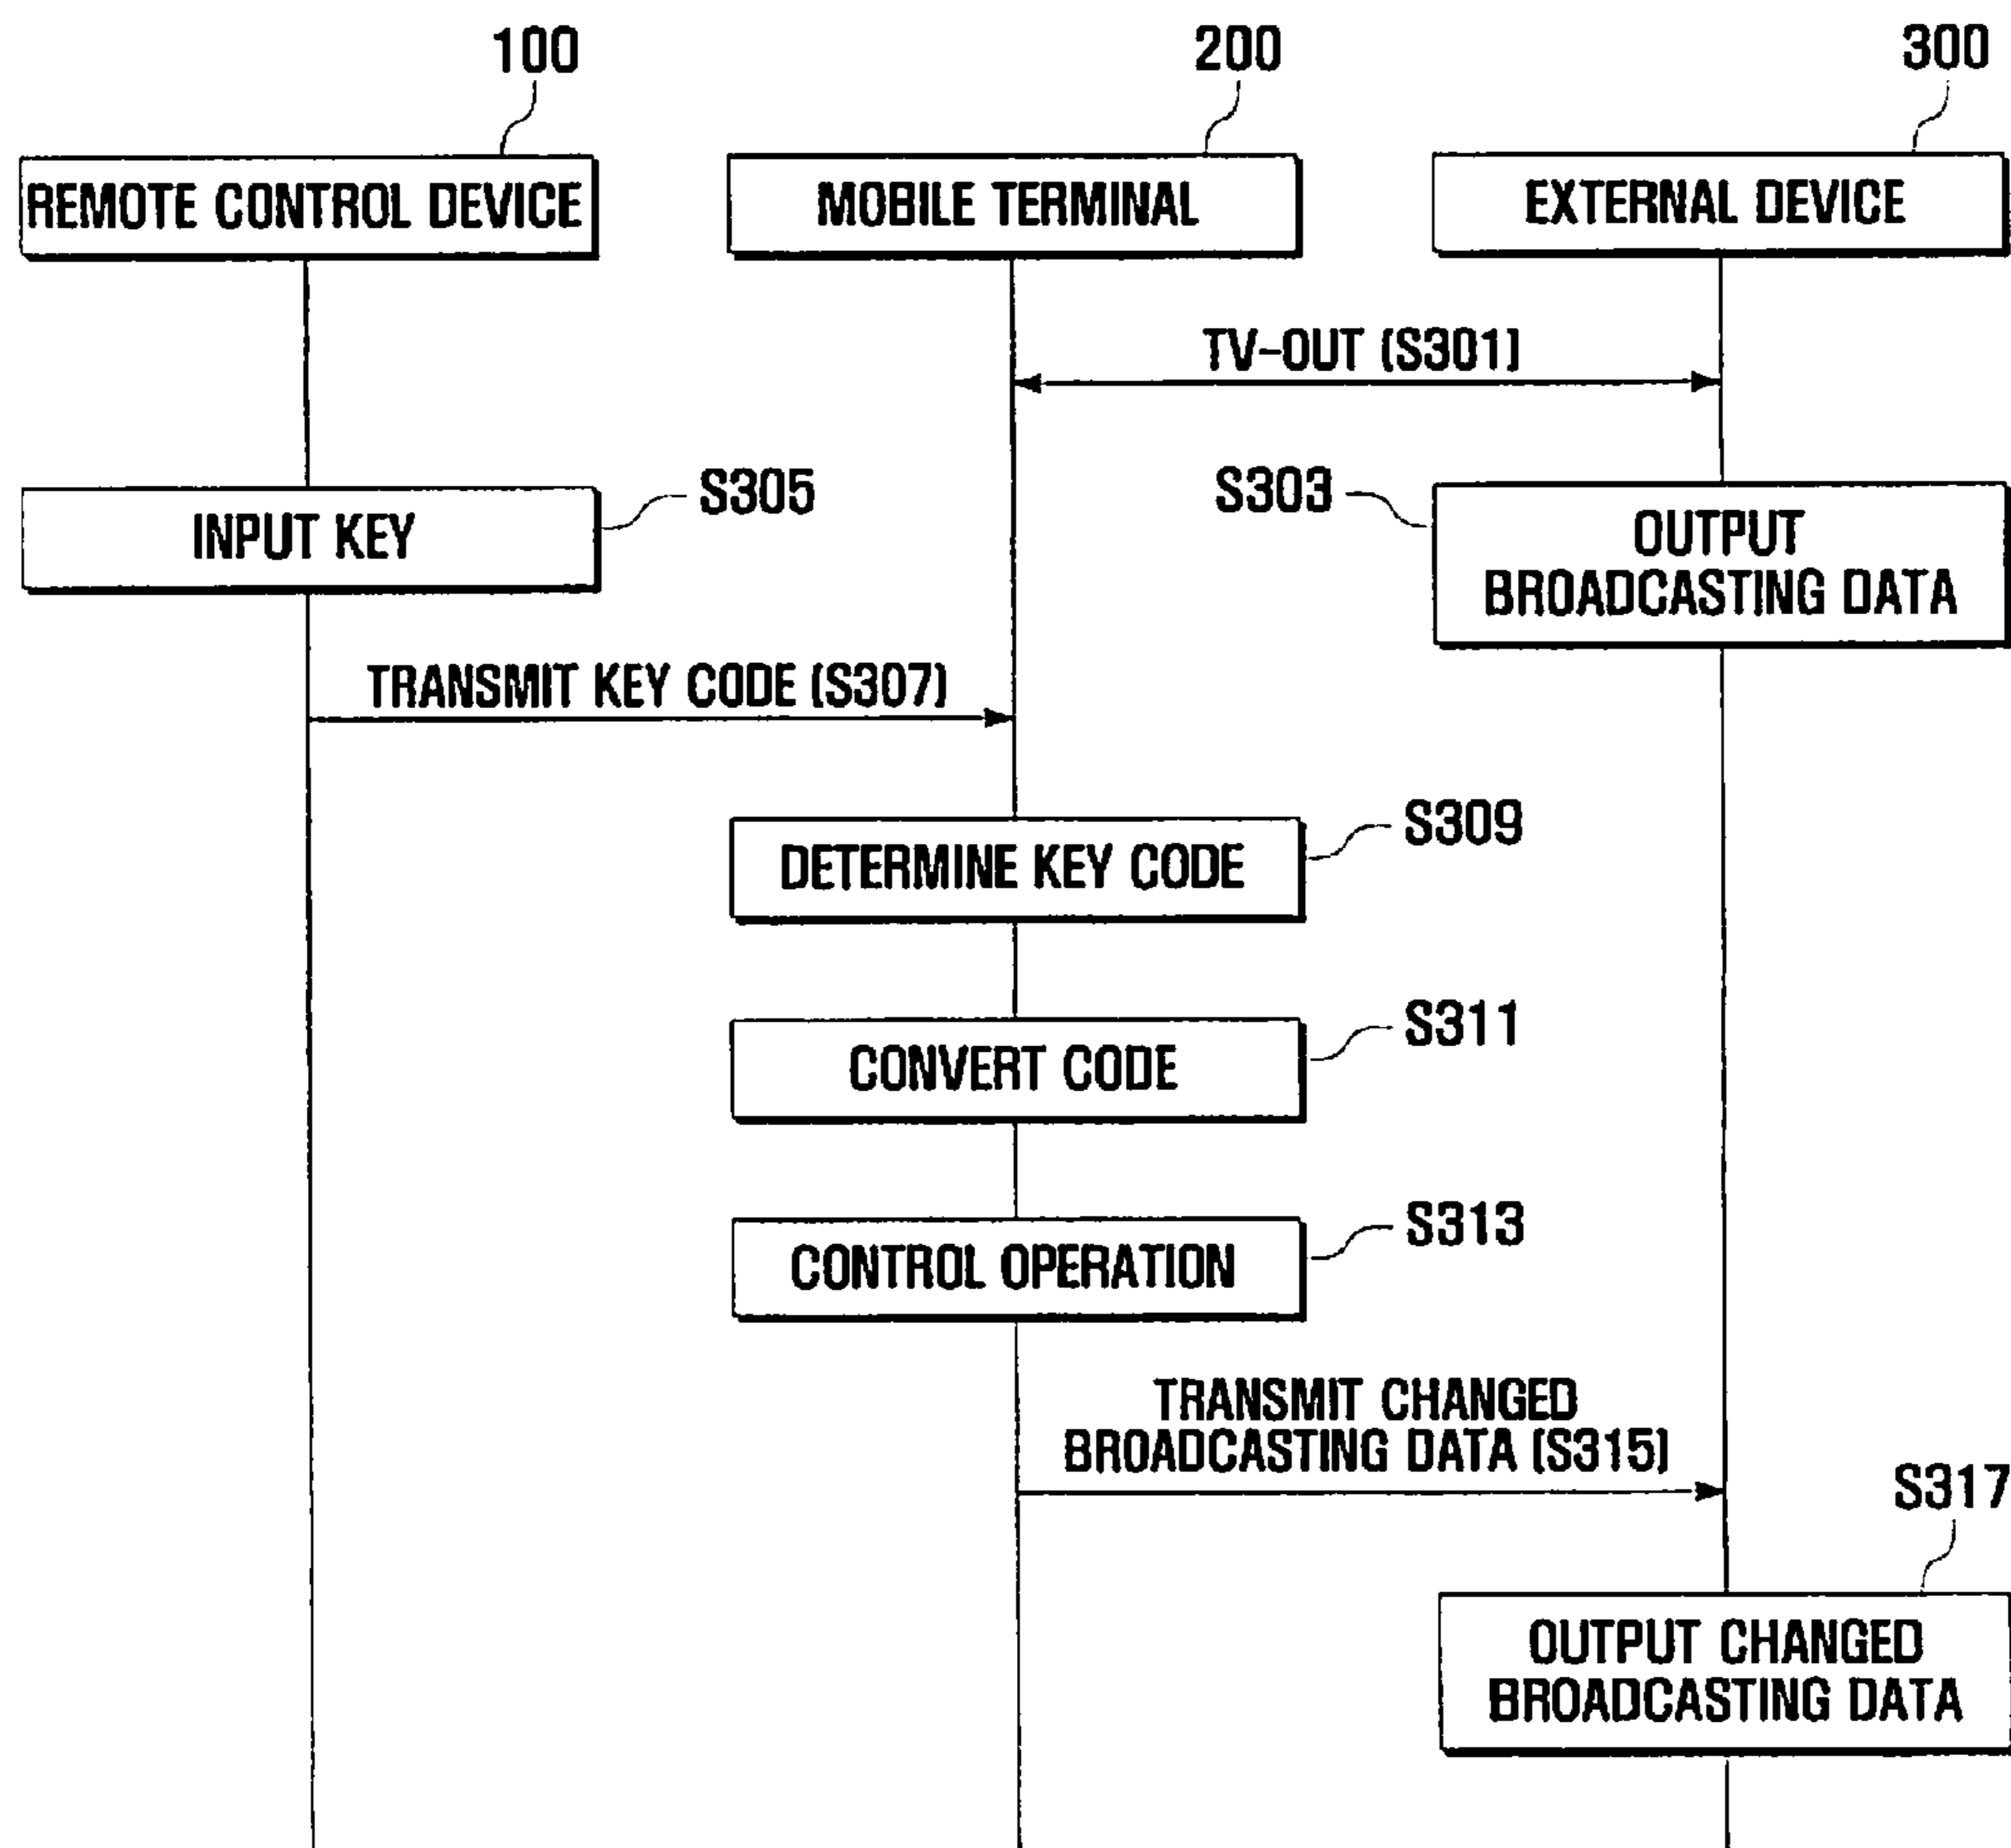 100
200
300
REMOTE CONTROL DEVICE
MOBILE TERMINAL
EXTERNAL DEVICE
TV-OUT (S301)
S305
S303
INPUT KEY
OUTPUT
BROADCASTING DATA
TRANSMIT KEY CODE (S307)
S309
DETERMINE KEY CODE
S311
CONVERT CODE
S313
CONTROL OPERATION
TRANSMIT CHANGED
BROADCASTING DATA (S315)
S317
OUTPUT CHANGED
BROADCASTING DATA